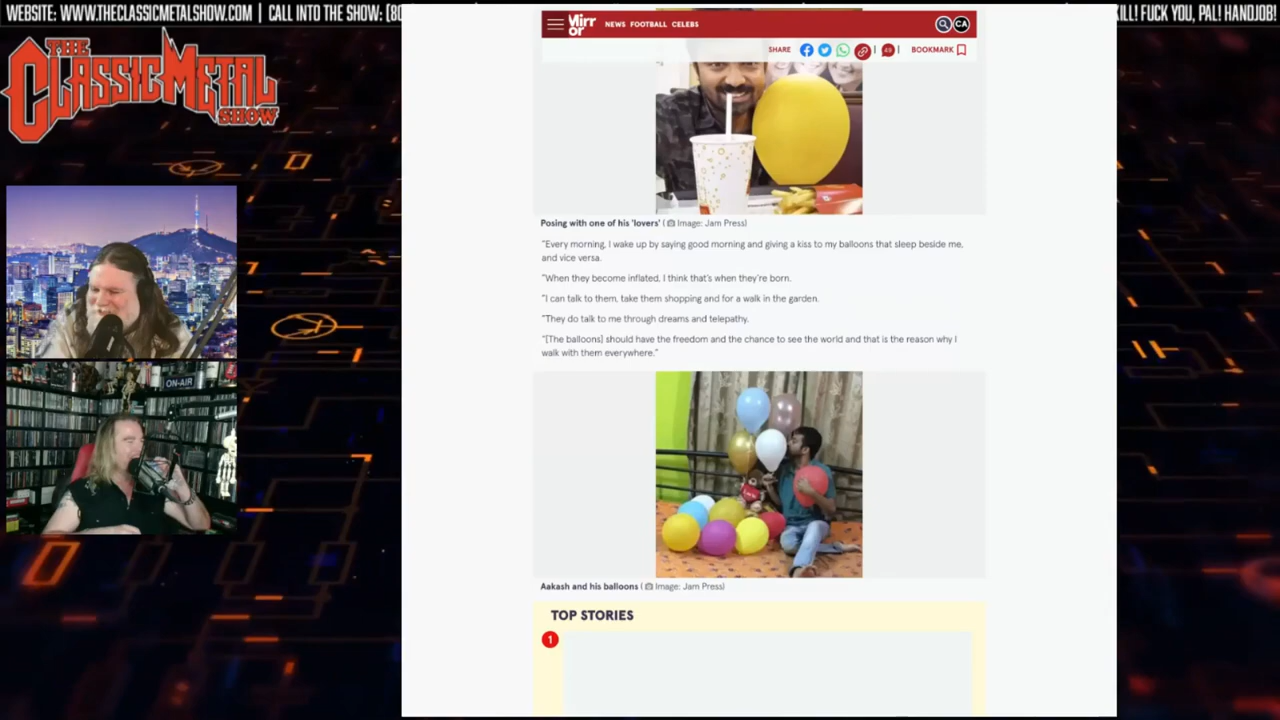 WEBSITE: WWW.THECLASSICMETALSHOW.COM | CALL INTO THE SHOW: (80
KILL! FUCK YOU, PAL! HANDJOB!
THE
CLASSIC METAL
SHOW
Mirr
or
NEWS FOOTBALL CELEBS
CA
SHARE
49
BOOKMARK
Posing with one of his 'lovers' ( Image: Jam Press)
"Every morning, I wake up by saying good morning and giving a kiss to my balloons that sleep beside me,
and vice versa.
"When they become inflated, I think that's when they're born.
"I can talk to them, take them shopping and for a walk in the garden.
"They do talk to me through dreams and telepathy.
"[The balloons] should have the freedom and the chance to see the world and that is the reason why I
walk with them everywhere."
ON-AIR
Aakash and his balloons ( Image: Jam Press)
TOP STORIES
1